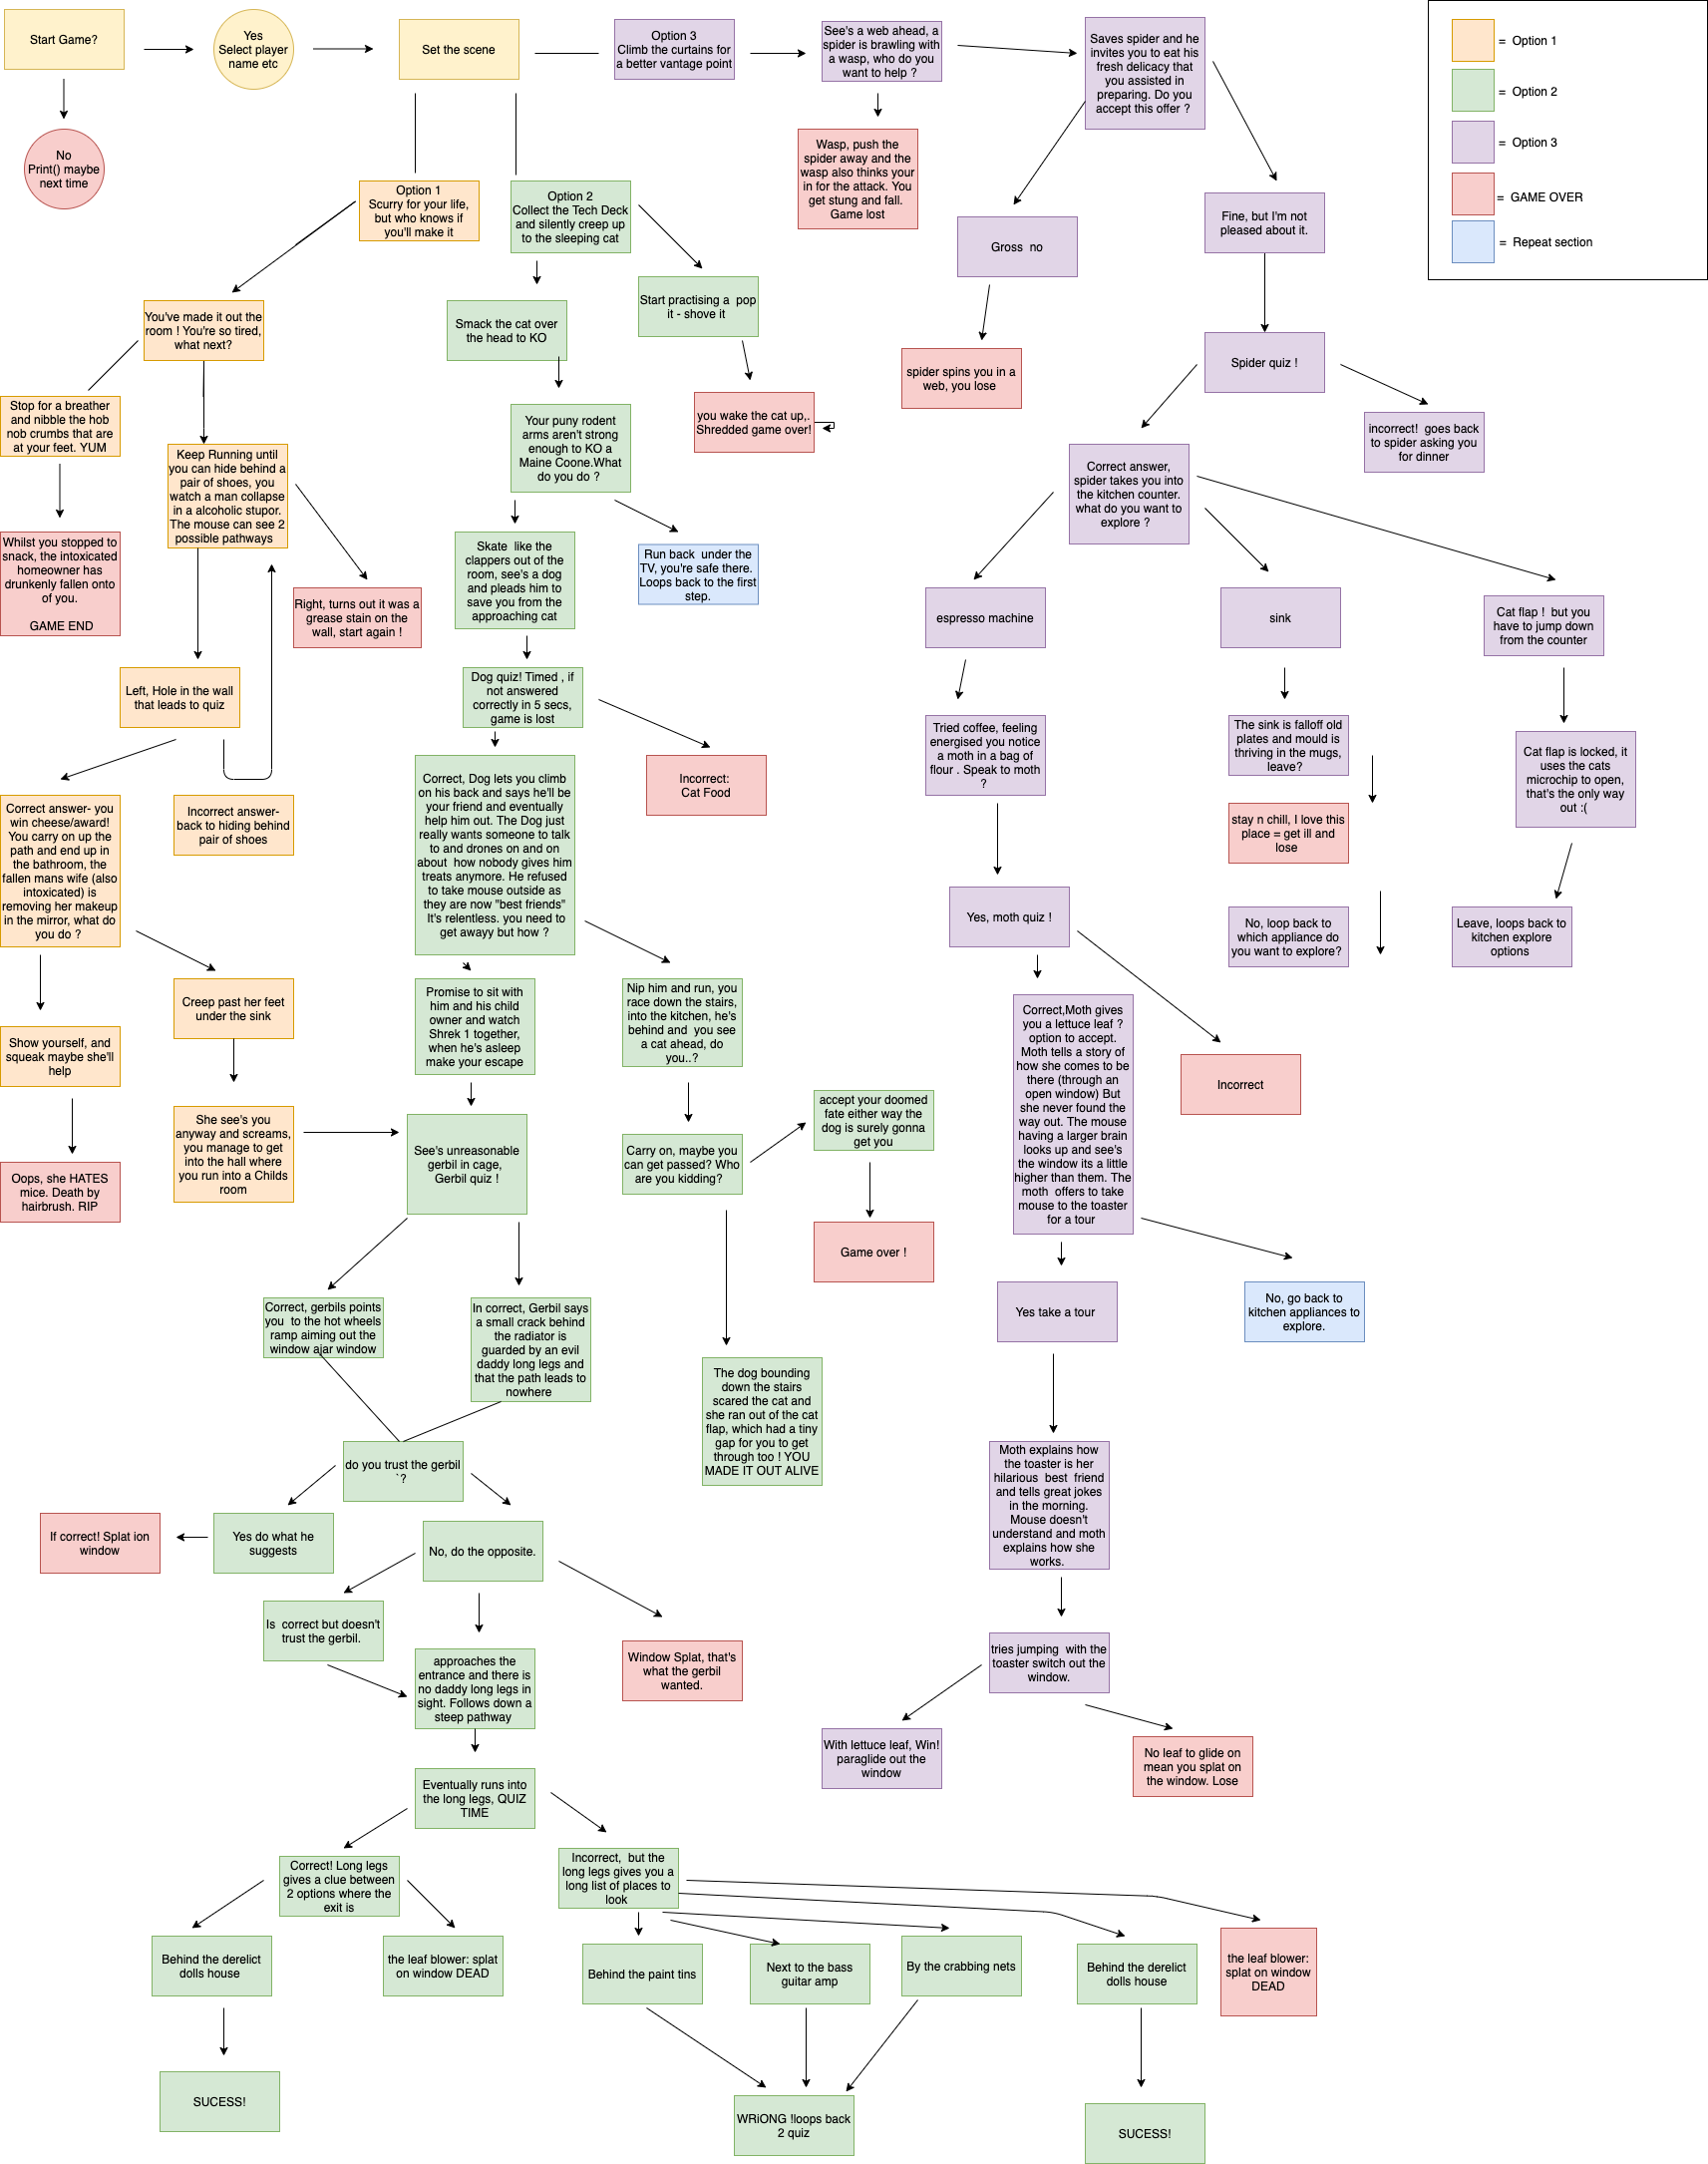 Start Game?
Yes
Select player
name etc
Set the scene
Option 3
Climb the curtains for
a better vantage point
See's a web ahead, a
spider is brawling with
a wasp, who do you
want to help ?
Saves spider and he
invites you to eat his
fresh delicacy that
you assisted in
preparing. Do you
accept this offer ?
= Option 1
= Option 2
= Option 3
= GAME OVER
= Repeat section
No
Print() maybe
next time
Wasp, push the
spider away and the
wasp also thinks your
in for the attack. You
get stung and fall.
Game lost
Option 1
Scurry for your life,
but who knows if
you'll make it
Option 2
Collect the Tech Deck
and silently creep up
to the sleeping cat
Gross no
Fine, but I'm not
pleased about it.
You've made it out the
room ! You're so tired,
what next?
Smack the cat over
the head to KO
Start practising a pop
it - shove it
spider spins you in a
web, you lose
Spider quiz !
Stop for a breather
and nibble the hob
nob crumbs that are
at your feet. YUM
Your puny rodent
arms aren't strong
enough to KO a
Maine Coone.What
do you do ?
you wake the cat up,.
Shredded game over!
incorrect! goes back
to spider asking you
for dinner
Keep Running until
you can hide behind a
pair of shoes, you
watch a man collapse
in a alcoholic stupor.
The mouse can see 2
possible pathways
Correct answer,
spider takes you into
the kitchen counter.
what do you want to
explore ?
Whilst you stopped to
snack, the intoxicated
homeowner has
drunkenly fallen onto
of you.
GAME END
Right, turns out it was a
grease stain on the
wall, start again !
Skate like the
clappers out of the
room, see's a dog
and pleads him to
save you from the
approaching cat
Run back under the
TV, you're safe there.
Loops back to the first
step.
espresso machine
sink
Cat flap ! but you
have to jump down
from the counter
Left, Hole in the wall
that leads to quiz
Dog quiz! Timed , if
not answered
correctly in 5 secs,
game is lost
Tried coffee, feeling
energised you notice
a moth in a bag of
flour . Speak to moth
?
The sink is falloff old
plates and mould is
thriving in the mugs,
leave?
Cat flap is locked, it
uses the cats
microchip to open,
that's the only way
out :(
Correct answer- you
win cheese/award!
You carry on up the
path and end up in
the bathroom, the
fallen mans wife (also
intoxicated) is
removing her makeup
in the mirror, what do
you do ?
Incorrect answer-
back to hiding behind
pair of shoes
Correct, Dog lets you climb
on his back and says he'll be
your friend and eventually
help him out. The Dog just
really wants someone to talk
to and drones on and on
about how nobody gives him
treats anymore. He refused
to take mouse outside as
they are now "best friends"
It's relentless. you need to
get awayy but how ?
Incorrect:
Cat Food
stay n chill, I love this
place = get ill and
lose
Yes, moth quiz !
No, loop back to
which appliance do
you want to explore?
Leave, loops back to
kitchen explore
options
Creep past her feet
under the sink
Promise to sit with
him and his child
owner and watch
Shrek 1 together,
when he's asleep
make your escape
Nip him and run, you
race down the stairs,
into the kitchen, he's
behind and you see
a cat ahead, do
you..?
Show yourself, and
squeak maybe she'll
help
Correct,Moth gives
you a lettuce leaf ?
option to accept.
Moth tells a story of
how she comes to be
there (through an
open window) But
she never found the
way out. The mouse
having a larger brain
looks up and see's
the window its a little
higher than them. The
moth offers to take
mouse to the toaster
for a tour
Incorrect
She see's you
anyway and screams,
you manage to get
into the hall where
you run into a Childs
room
See's unreasonable
gerbil in cage,
Gerbil quiz !
Carry on, maybe you
can get passed? Who
are you kidding?
accept your doomed
fate either way the
dog is surely gonna
get you
Oops, she HATES
mice. Death by
hairbrush. RIP
Game over !
Correct, gerbils points
you to the hot wheels
ramp aiming out the
window ajar window
In correct, Gerbil says
a small crack behind
the radiator is
guarded by an evil
daddy long legs and
that the path leads to
nowhere
Yes take a tour
No, go back to
kitchen appliances to
explore.
The dog bounding
down the stairs
scared the cat and
she ran out of the cat
flap, which had a tiny
gap for you to get
through too ! YOU
MADE IT OUT ALIVE
do you trust the gerbil
`?
Moth explains how
the toaster is her
hilarious best friend
and tells great jokes
in the morning.
Mouse doesn't
understand and moth
explains how she
works.
If correct! Splat ion
window
Yes do what he
suggests
No, do the opposite.
Is correct but doesn't
trust the gerbil.
approaches the
entrance and there is
no daddy long legs in
sight. Follows down a
steep pathway
Window Splat, that's
what the gerbil
wanted.
tries jumping with the
toaster switch out the
window.
With lettuce leaf, Win!
paraglide out the
window
No leaf to glide on
mean you splat on
the window. Lose
Eventually runs into
the long legs, QUIZ
TIME
Correct! Long legs
gives a clue between
2 options where the
exit is
Incorrect, but the
long legs gives you a
long list of places to
look
Behind the derelict
dolls house
the leaf blower: splat
on window DEAD
Behind the paint tins
Next to the bass
guitar amp
By the crabbing nets
Behind the derelict
dolls house
the leaf blower:
splat on window
DEAD
SUCESS!
WRiONG !loops back
2 quiz
SUCESS!